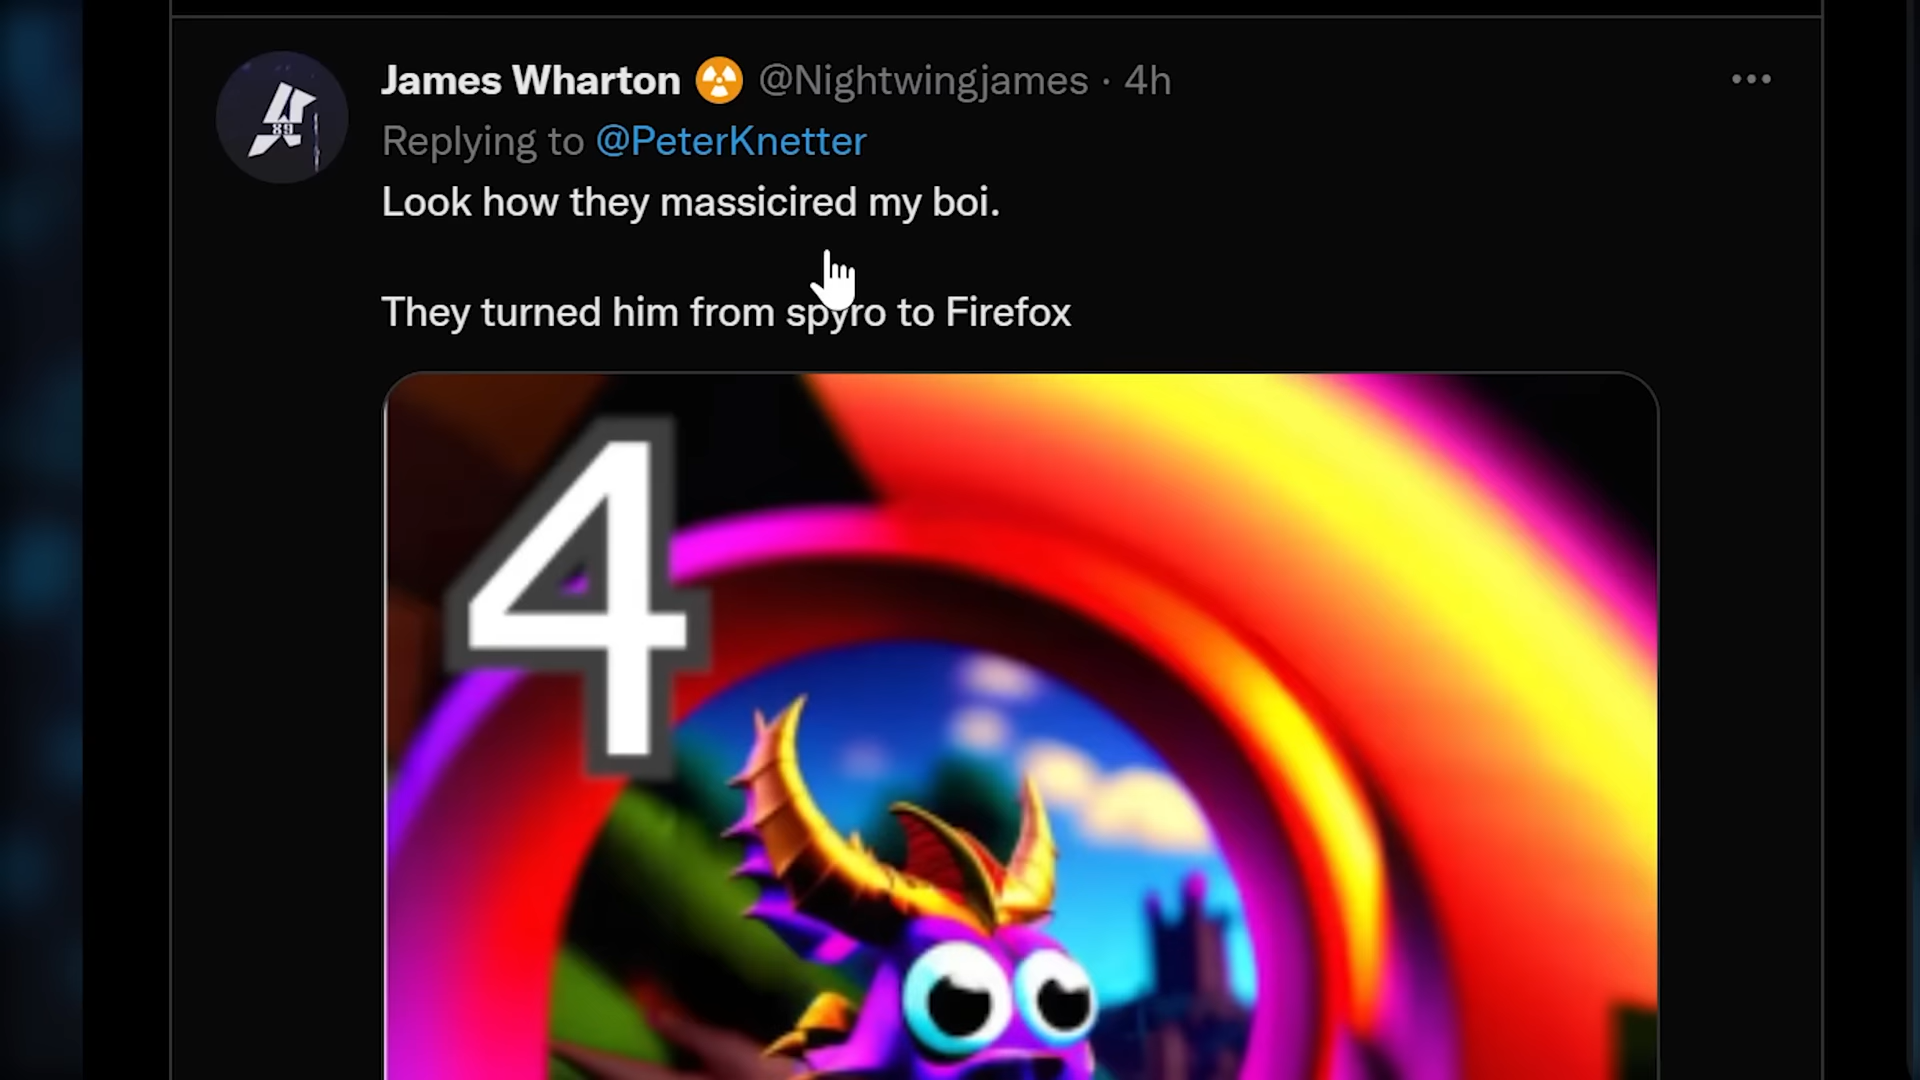 James Wharton @Nightwingjames · 4h
Replying to @PeterKnetter
Look how they massicired my boi.
They turned him from spyro to Firefox
4
89